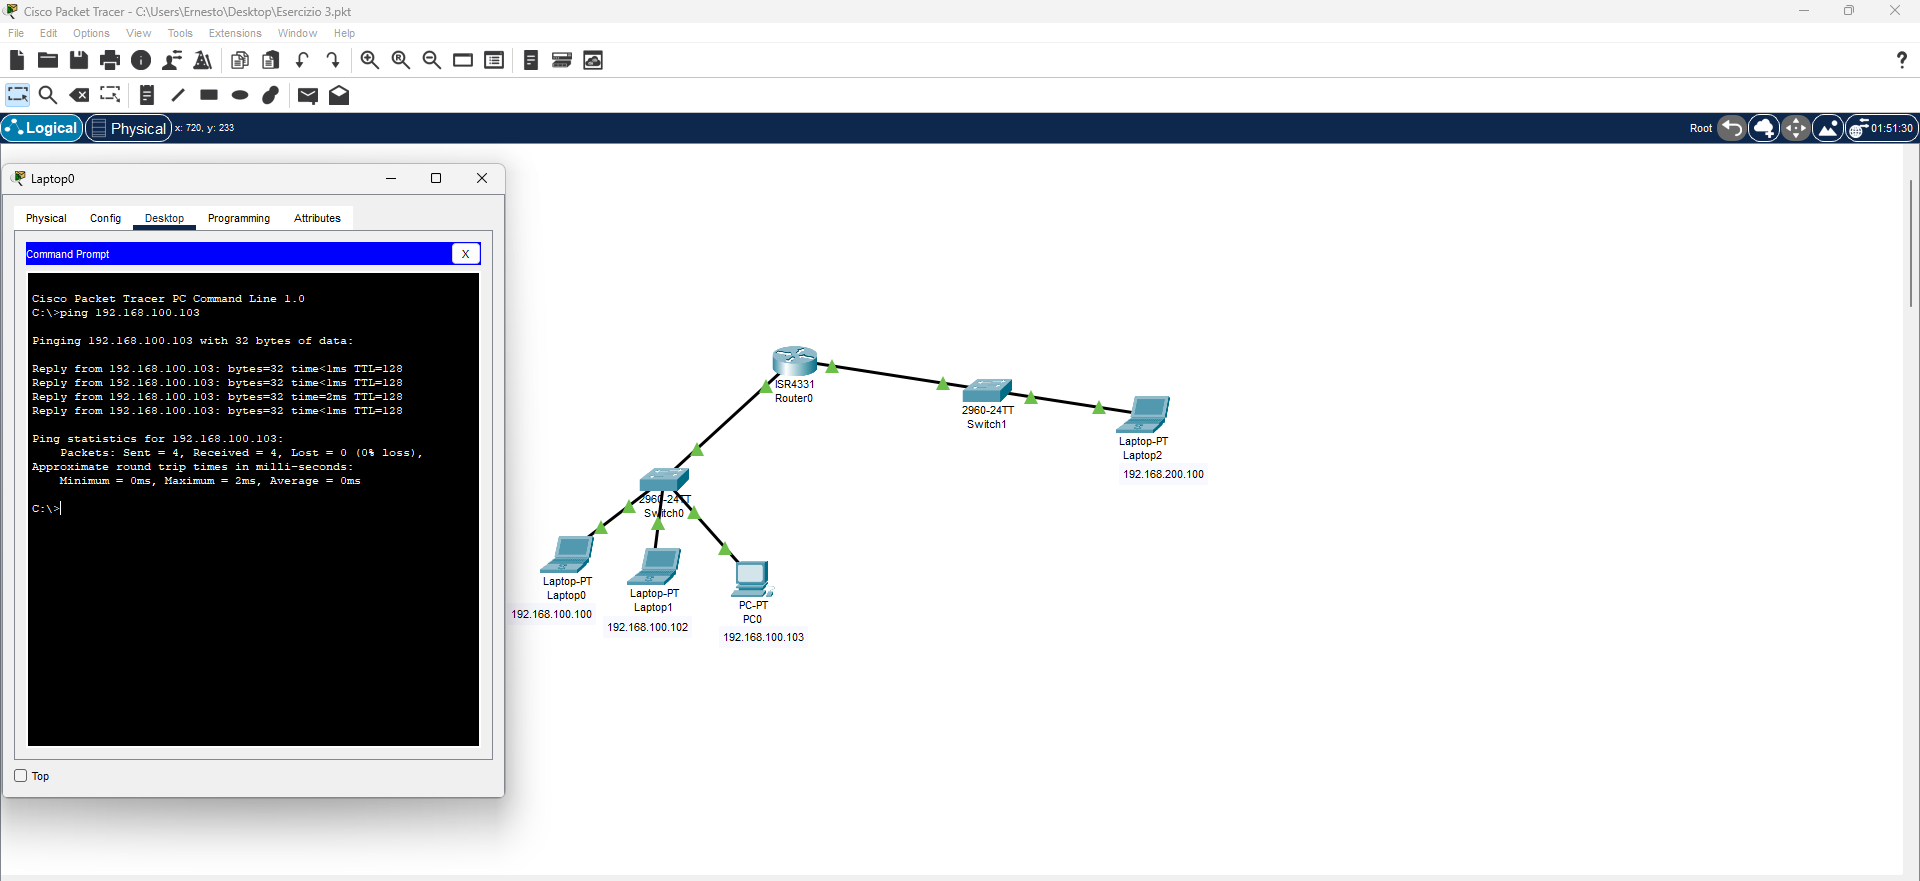 Cisco Packet Tracer - C:\Users\Ernesto\Desktop\Esercizio 3.pkt
File Edit Options View Tools Extensions Window Help
?
Logical Physical x: 720, y: 233
Root 01:51:30
Laptop0
Physical Config Desktop Programming Attributes
Command Prompt X
Cisco Packet Tracer PC Command Line 1.0
C:\>ping 192.168.100.103
Pinging 192.168.100.103 with 32 bytes of data:
Reply from 192.168.100.103: bytes=32 time<1ms TTL=128
Reply from 192.168.100.103: bytes=32 time<1ms TTL=128
Reply from 192.168.100.103: bytes=32 time=2ms TTL=128
Reply from 192.168.100.103: bytes=32 time<1ms TTL=128
Ping statistics for 192.168.100.103:
Packets: Sent = 4, Received = 4, Lost = 0 (0% loss),
Approximate round trip times in milli-seconds:
Minimum = 0ms, Maximum = 2ms, Average = 0ms
C:\>
Top
ISR4331
Router0
2960-24TT
Switch1
Laptop-PT
Laptop2
192.168.200.100
2960-24TT
Switch0
Laptop-PT
Laptop0
192.168.100.100
Laptop-PT
Laptop1
192.168.100.102
PC-PT
PC0
192.168.100.103